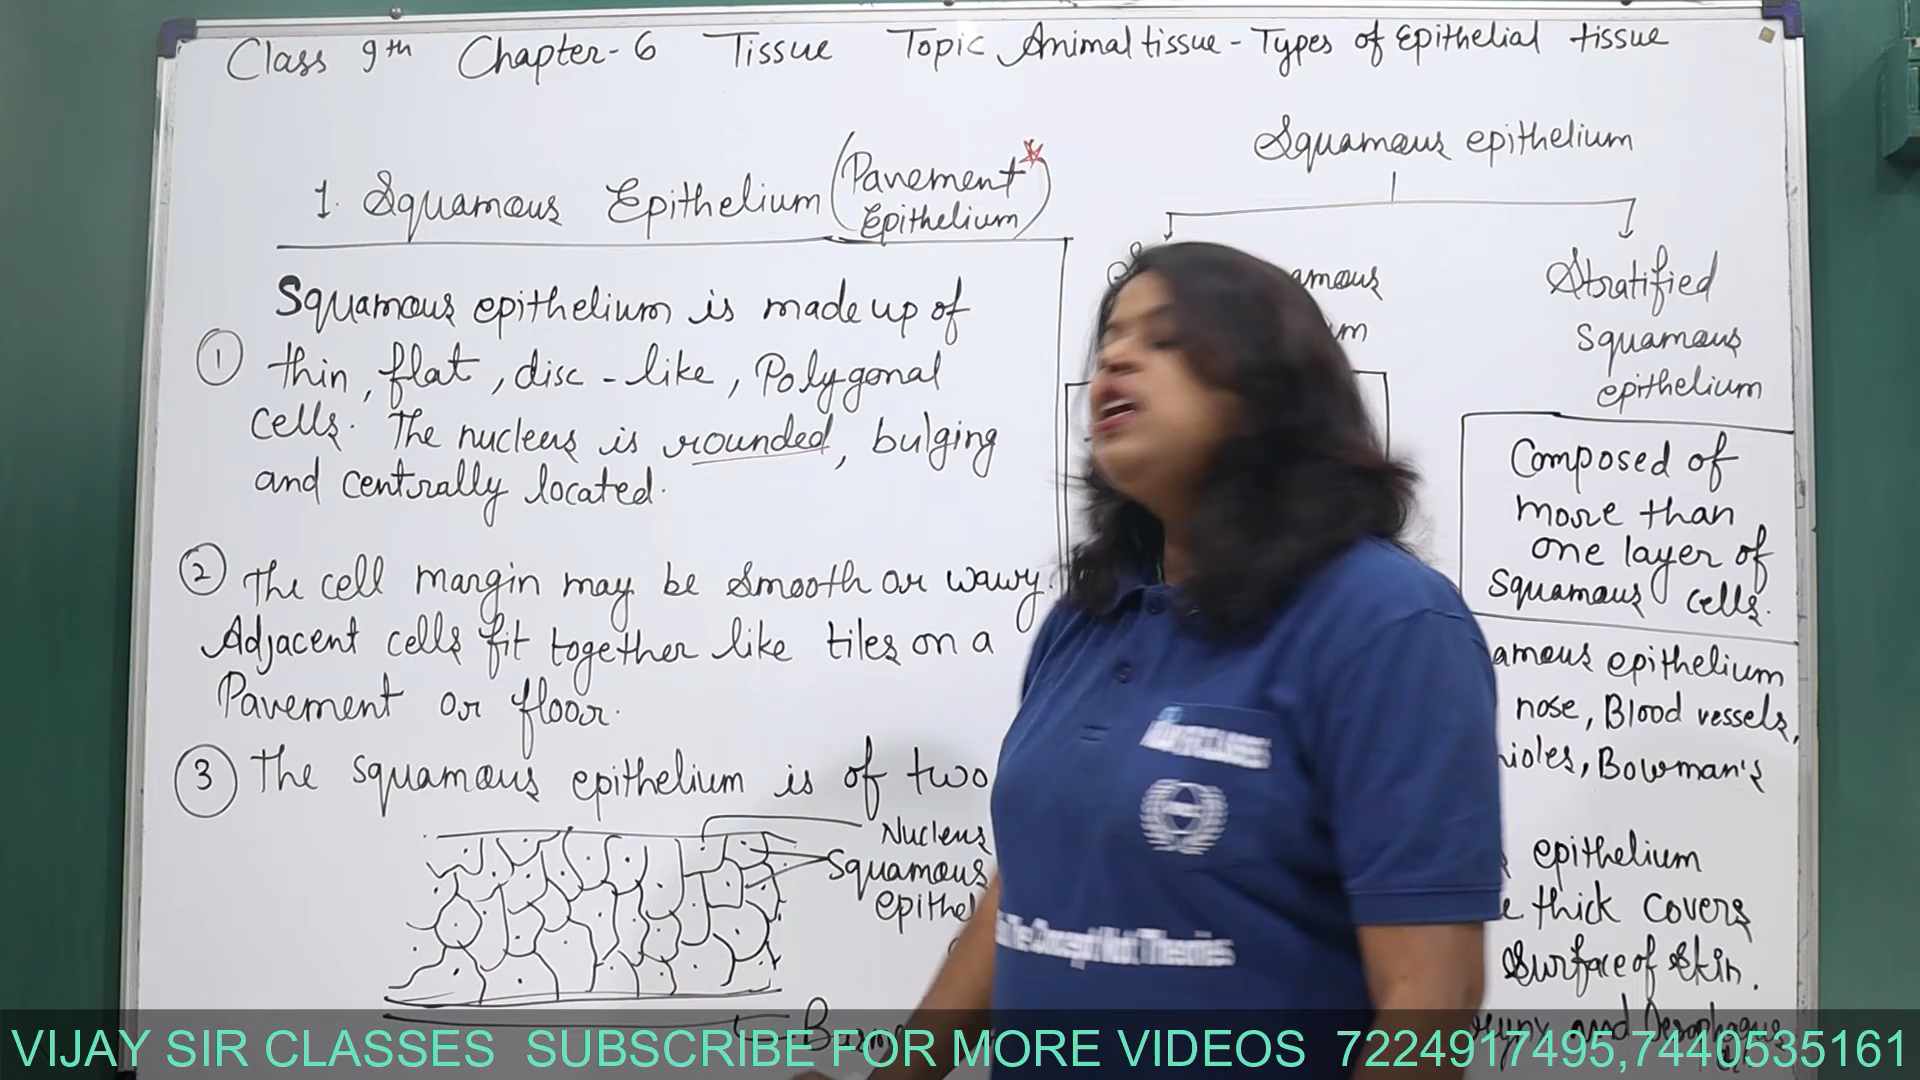 Class 9th Chapter-6 Tissue Topic Animal tissue - Types of Epithelial tissue
1. Squamous Epithelium (Pavement
Epithelium)
Squamous epithelium is made up of
① thin, flat, disc-like, Polygonal
cells. The nucleus is rounded, bulging
and centrally located.
② The cell margin may be smooth or wavy.
Adjacent cells fit together like tiles on a
Pavement or floor.
③ The squamous epithelium is of two
Nucleus
Squamous
Squamous epithelium
Stratified
squamous
epithelium
Composed of
more than
one layer of
squamous cells.
epithelium
nose, Blood vessels,
Bowman's
epithelium
thick covers
surface of skin.
and
VIJAY SIR CLASSES SUBSCRIBE FOR MORE VIDEOS 7224917495,7440535161